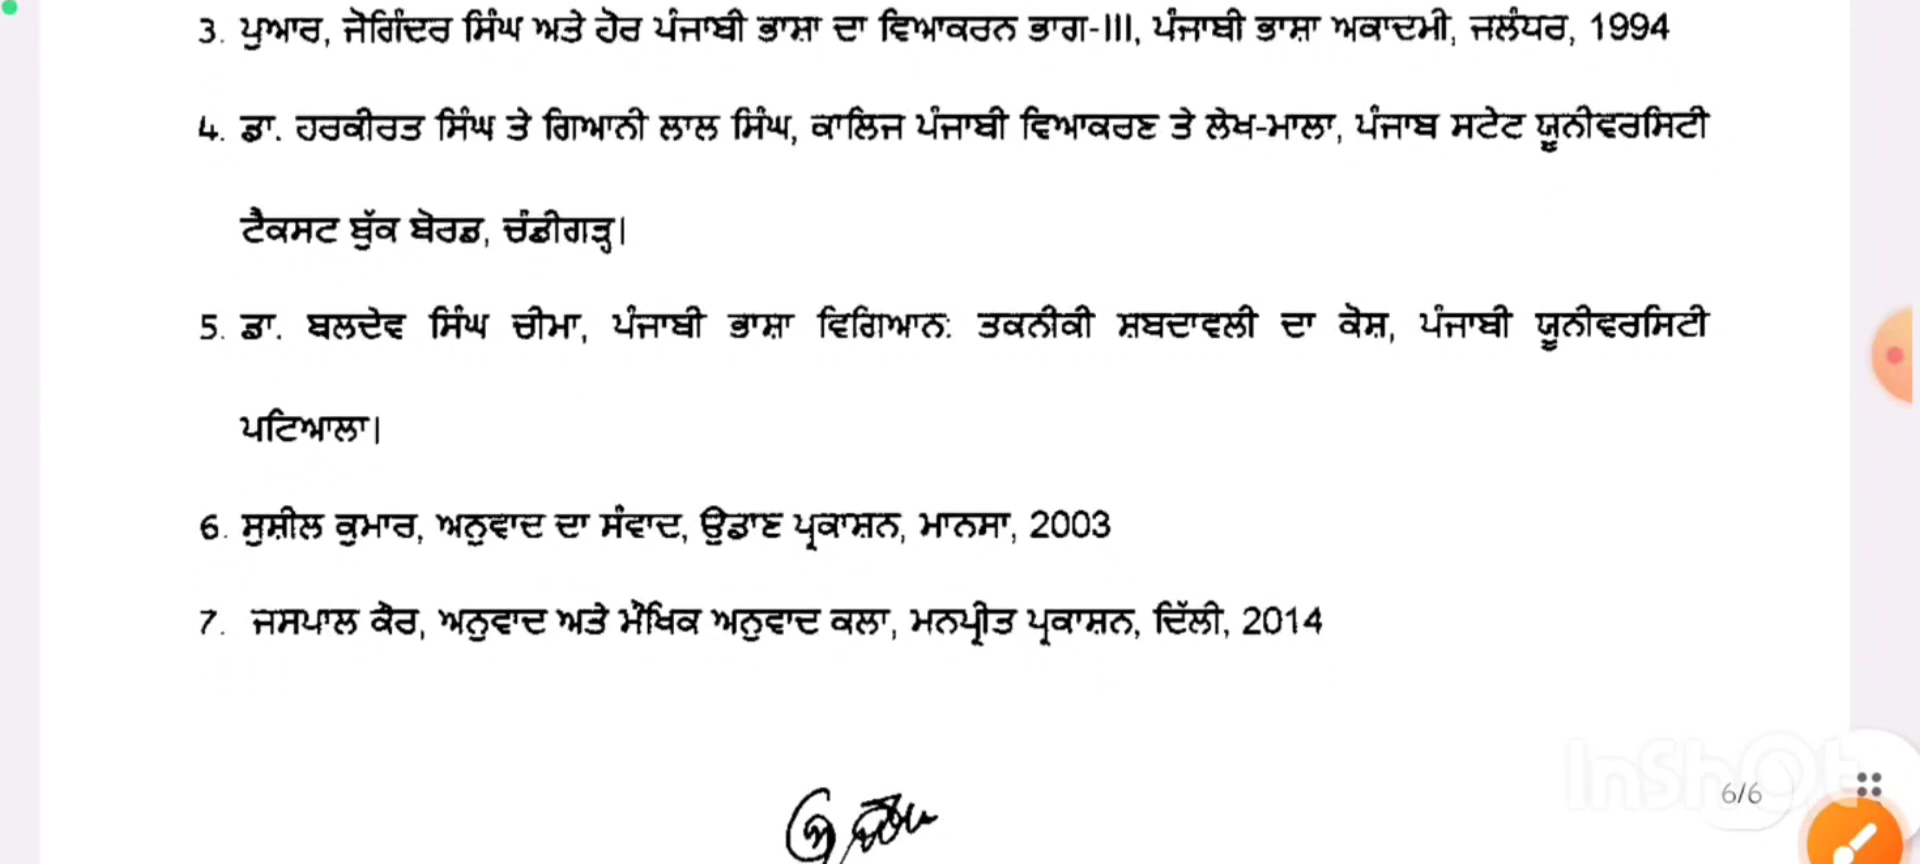 3. ਪੁਆਰ, ਜੋਗਿੰਦਰ ਸਿੰਘ ਅਤੇ ਹੋਰ ਪੰਜਾਬੀ ਭਾਸ਼ਾ ਦਾ ਵਿਆਕਰਨ ਭਾਗ-III, ਪੰਜਾਬੀ ਭਾਸ਼ਾ ਅਕਾਦਮੀ, ਜਲੰਧਰ, 1994
4. ਡਾ. ਹਰਕੀਰਤ ਸਿੰਘ ਤੇ ਗਿਆਨੀ ਲਾਲ ਸਿੰਘ, ਕਾਲਿਜ ਪੰਜਾਬੀ ਵਿਆਕਰਣ ਤੇ ਲੇਖ-ਮਾਲਾ, ਪੰਜਾਬ ਸਟੇਟ ਯੂਨੀਵਰਸਿਟੀ
ਟੈਕਸਟ ਬੁੱਕ ਬੋਰਡ, ਚੰਡੀਗੜ੍ਹ।
5. ਡਾ. ਬਲਦੇਵ ਸਿੰਘ ਚੀਮਾ, ਪੰਜਾਬੀ ਭਾਸ਼ਾ ਵਿਗਿਆਨ: ਤਕਨੀਕੀ ਸ਼ਬਦਾਵਲੀ ਦਾ ਕੋਸ਼, ਪੰਜਾਬੀ ਯੂਨੀਵਰਸਿਟੀ
ਪਟਿਆਲਾ।
6. ਸੁਸ਼ੀਲ ਕੁਮਾਰ, ਅਨੁਵਾਦ ਦਾ ਸੰਵਾਦ, ਉਡਾਣ ਪ੍ਰਕਾਸ਼ਨ, ਮਾਨਸਾ, 2003
7. ਜਸਪਾਲ ਕੌਰ, ਅਨੁਵਾਦ ਅਤੇ ਮੌਖਿਕ ਅਨੁਵਾਦ ਕਲਾ, ਮਨਪ੍ਰੀਤ ਪ੍ਰਕਾਸ਼ਨ, ਦਿੱਲੀ, 2014
InShOt
6/6